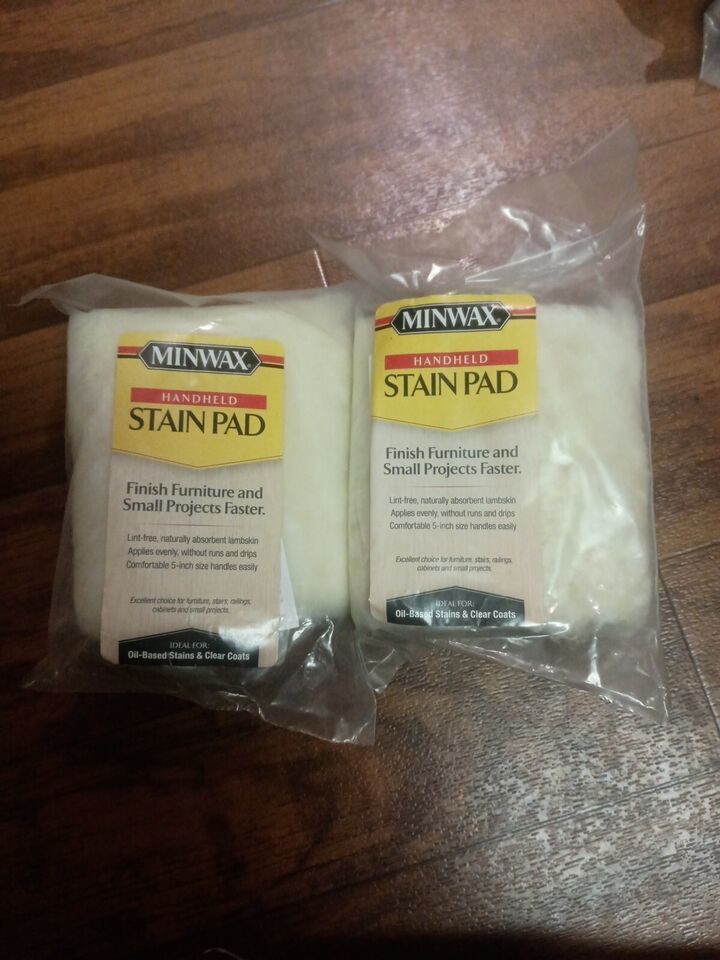 MINWAX®
HANDHELD
STAIN PAD
Finish Furniture and
Small Projects Faster.
Lint-free, naturally absorbent lambskin
Applies evenly, without runs and drips
Comfortable 5-inch size handles easily
Excellent choice for furniture, stairs, railings,
cabinets and small projects.
IDEAL FOR:
Oil-Based Stains & Clear Coats
MINWAX®
HANDHELD
STAIN PAD
Finish Furniture and
Small Projects Faster.
Lint-free, naturally absorbent lambskin
Applies evenly, without runs and drips
Comfortable 5-inch size handles easily
Excellent choice for furniture, stairs, railings,
cabinets and small projects.
IDEAL FOR:
Oil-Based Stains & Clear Coats